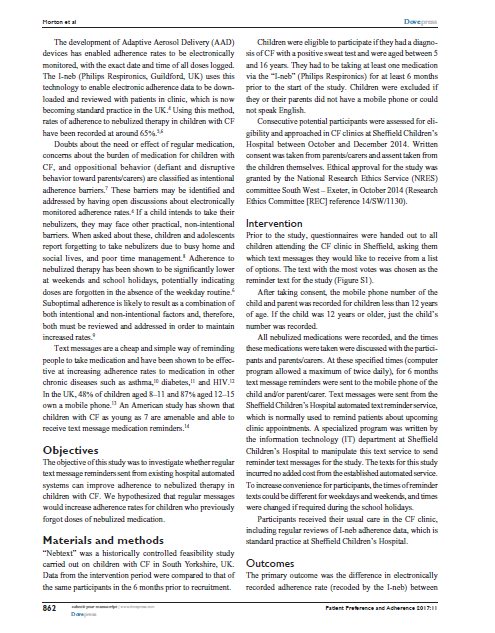 Morton et al
Dovepress
The development of Adaptive Aerosol Delivery (AAD)
devices has enabled adherence rates to be electronically
monitored, with the exact date and time of all doses logged.
The I-neb (Philips Respironics, Guildford, UK) uses this
technology to enable electronic adherence data to be down-
loaded and reviewed with patients in clinic, which is now
becoming standard practice in the UK.4 Using this method,
rates of adherence to nebulized therapy in children with CF
have been recorded at around 65%.5,6
Doubts about the need or effect of regular medication,
concerns about the burden of medication for children with
CF, and oppositional behavior (defiant and disruptive
behavior toward parents/carers) are classified as intentional
adherence barriers.7 These barriers may be identified and
addressed by having open discussions about electronically
monitored adherence rates.4 If a child intends to take their
nebulizers, they may face other practical, non-intentional
barriers. When asked about these, children and adolescents
report forgetting to take nebulizers due to busy home and
social lives, and poor time management.8 Adherence to
nebulized therapy has been shown to be significantly lower
at weekends and school holidays, potentially indicating
doses are forgotten in the absence of the weekday routine.6
Suboptimal adherence is likely to result as a combination of
both intentional and non-intentional factors and, therefore,
both must be reviewed and addressed in order to maintain
increased rates.9
Text messages are a cheap and simple way of reminding
people to take medication and have been shown to be effec-
tive at increasing adherence rates to medication in other
chronic diseases such as asthma,10 diabetes,11 and HIV.12
In the UK, 48% of children aged 8–11 and 87% aged 12–15
own a mobile phone.13 An American study has shown that
children with CF as young as 7 are amenable and able to
receive text message medication reminders.14
Objectives
The objective of this study was to investigate whether regular
text message reminders sent from existing hospital automated
systems can improve adherence to nebulized therapy in
children with CF. We hypothesized that regular messages
would increase adherence rates for children who previously
forgot doses of nebulized medication.
Materials and methods
"Nebtext" was a historically controlled feasibility study
carried out on children with CF in South Yorkshire, UK.
Data from the intervention period were compared to that of
the same participants in the 6 months prior to recruitment.
Children were eligible to participate if they had a diagno-
sis of CF with a positive sweat test and were aged between 5
and 16 years. They had to be taking at least one medication
via the "I-neb" (Philips Respironics) for at least 6 months
prior to the start of the study. Children were excluded if
they or their parents did not have a mobile phone or could
not speak English.
Consecutive potential participants were assessed for eli-
gibility and approached in CF clinics at Sheffield Children's
Hospital between October and December 2014. Written
consent was taken from parents/carers and assent taken from
the children themselves. Ethical approval for the study was
granted by the National Research Ethics Service (NRES)
committee South West – Exeter, in October 2014 (Research
Ethics Committee [REC] reference 14/SW/1130).
Intervention
Prior to the study, questionnaires were handed out to all
children attending the CF clinic in Sheffield, asking them
which text messages they would like to receive from a list
of options. The text with the most votes was chosen as the
reminder text for the study (Figure S1).
After taking consent, the mobile phone number of the
child and parent was recorded for children less than 12 years
of age. If the child was 12 years or older, just the child's
number was recorded.
All nebulized medications were recorded, and the times
these medications were taken were discussed with the partici-
pants and parents/carers. At these specified times (computer
program allowed a maximum of twice daily), for 6 months
text message reminders were sent to the mobile phone of the
child and/or parent/carer. Text messages were sent from the
Sheffield Children's Hospital automated text reminder service,
which is normally used to remind patients about upcoming
clinic appointments. A specialized program was written by
the information technology (IT) department at Sheffield
Children's Hospital to manipulate this text service to send
reminder text messages for the study. The texts for this study
incurred no added cost from the established automated service.
To increase convenience for participants, the times of reminder
texts could be different for weekdays and weekends, and times
were changed if required during the school holidays.
Participants received their usual care in the CF clinic,
including regular reviews of I-neb adherence data, which is
standard practice at Sheffield Children's Hospital.
Outcomes
The primary outcome was the difference in electronically
recorded adherence rate (recoded by the I-neb) between
862
submit your manuscript | www.dovepress.com
Dovepress
Patient Preference and Adherence 2017:11